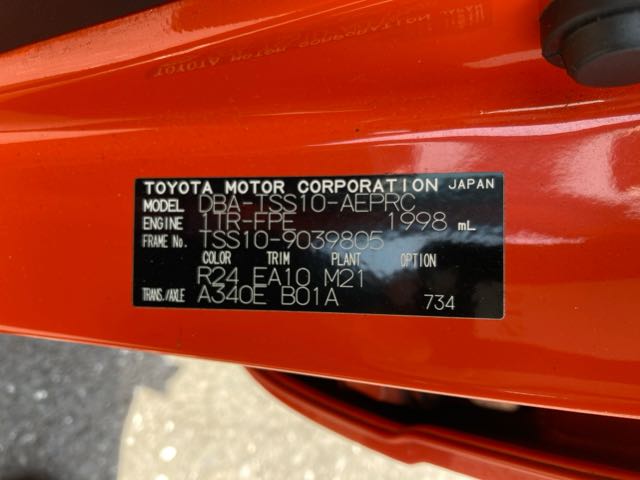 TOYOTA MOTOR CORPORATION JAPAN
MODEL DBA-TSS10-AEPRC
ENGINE 1TR-FPE 1998 mL
FRAME No. TSS10-9039805
COLOR TRIM PLANT OPTION
R24 EA10 M21
TRANS./AXLE A340E B01A 734